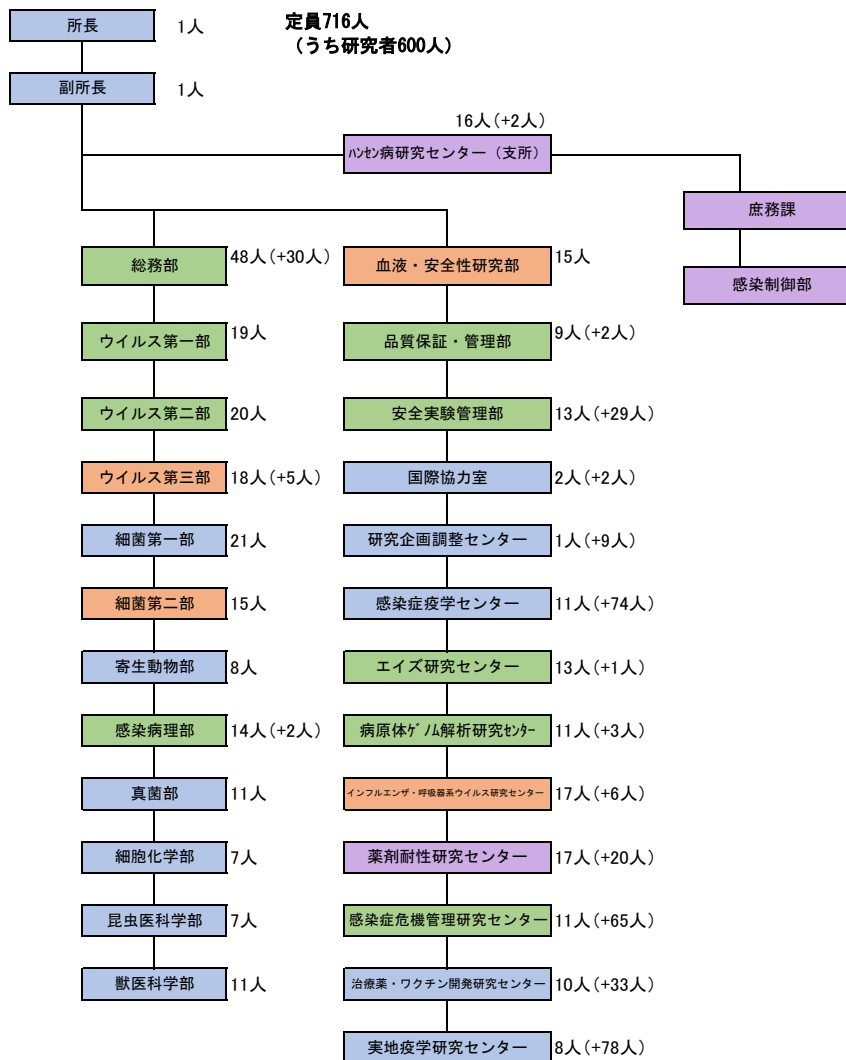 所長 1人
定員716人
（うち研究者600人）
副所長 1人
16人(+2人)
ﾊﾝｾﾝ病研究センター（支所）
庶務課
感染制御部
総務部 48人(+30人)
ウイルス第一部 19人
ウイルス第二部 20人
ウイルス第三部 18人(+5人)
細菌第一部 21人
細菌第二部 15人
寄生動物部 8人
感染病理部 14人(+2人)
真菌部 11人
細胞化学部 7人
昆虫医科学部 7人
獣医科学部 11人
血液・安全性研究部 15人
品質保証・管理部 9人(+2人)
安全実験管理部 13人(+29人)
国際協力室 2人(+2人)
研究企画調整センター 1人(+9人)
感染症疫学センター 11人(+74人)
エイズ研究センター 13人(+1人)
病原体ｹﾞﾉﾑ解析研究ｾﾝﾀｰ 11人(+3人)
インフルエンザ・呼吸器系ウイルス研究センター 17人(+6人)
薬剤耐性研究センター 17人(+20人)
感染症危機管理研究センター 11人(+65人)
治療薬・ワクチン開発研究センター 10人(+33人)
実地疫学研究センター 8人(+78人)